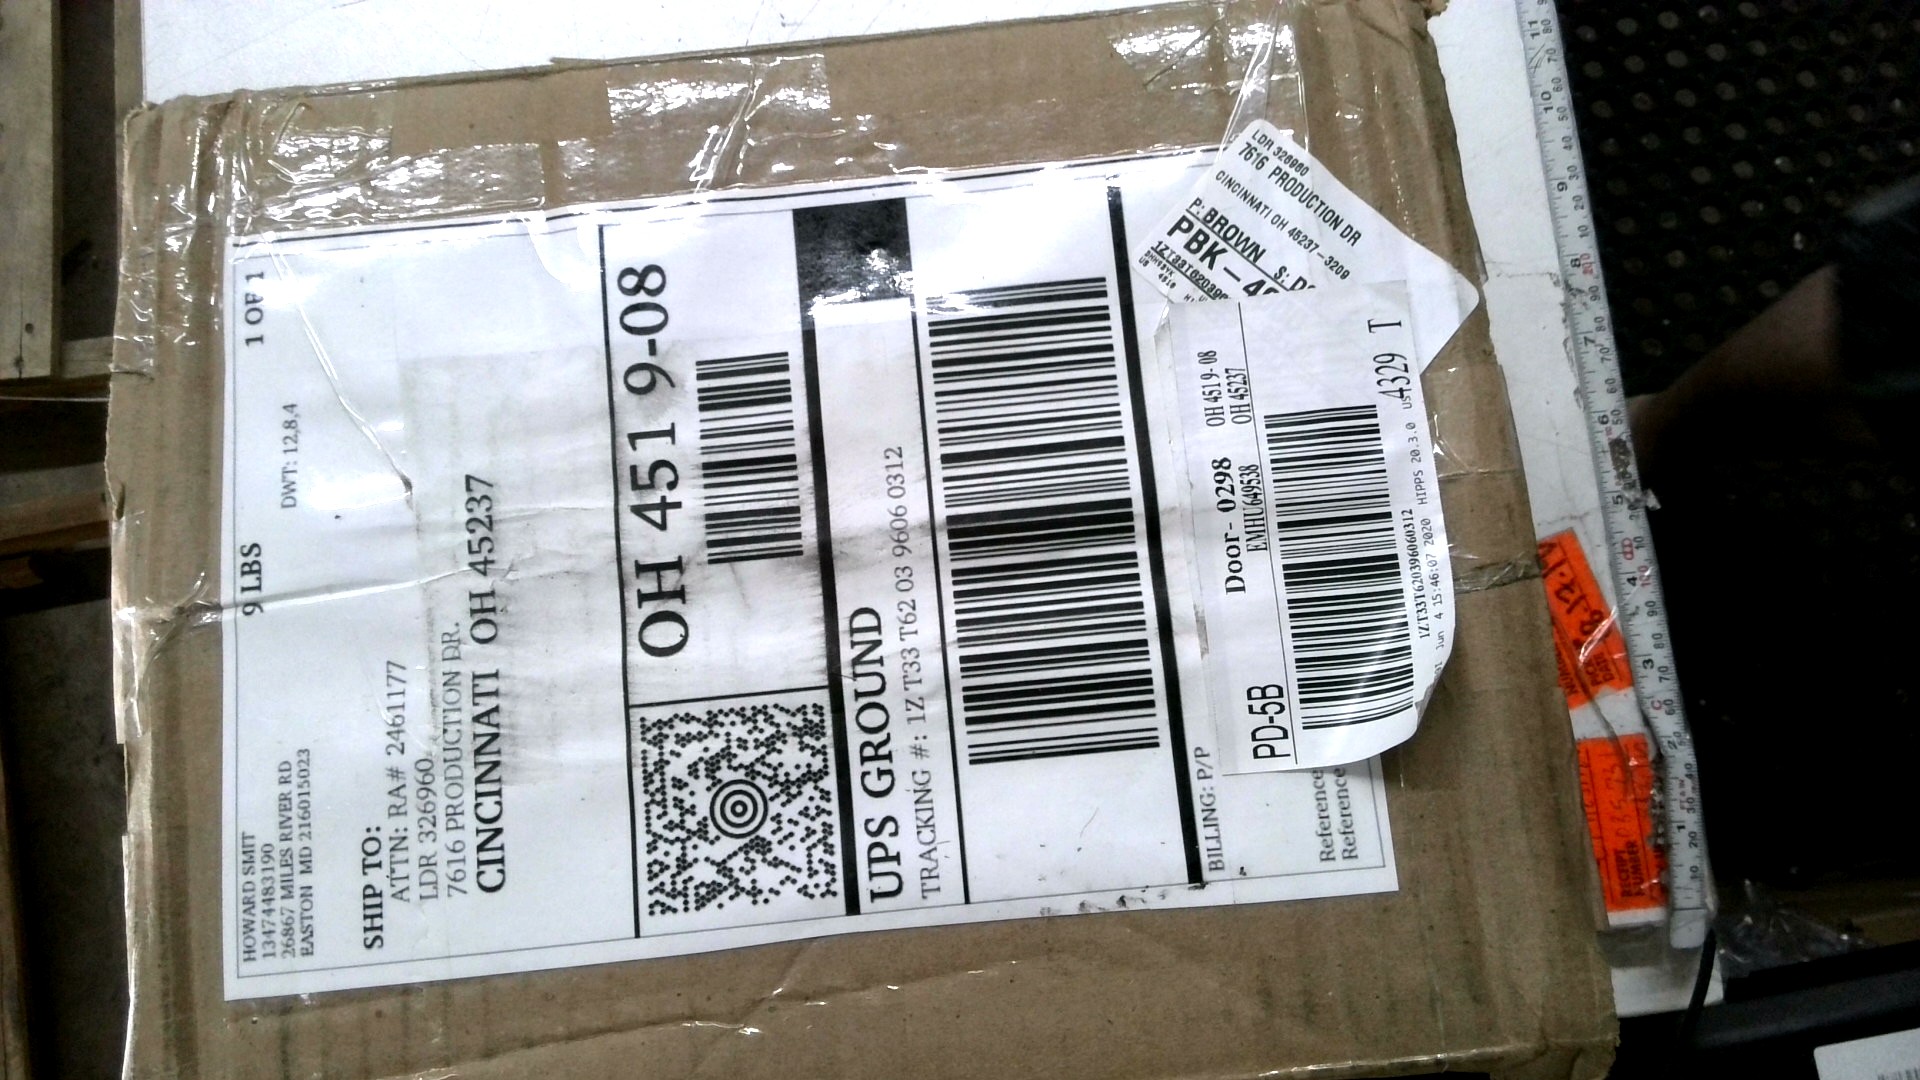 HOWARD SMIT
13474483190
26867 MILES RIVER RD
EASTON MD 216015023
9 LBS
1 OF 1
DWT: 12,8,4
SHIP TO:
ATTN: RA# 2461177
LDR 326960
7616 PRODUCTION DR.
CINCINNATI OH 45237
OH 451 9-08
UPS GROUND
TRACKING #: 1Z T33 T62 03 9606 0312
BILLING: P/P
Reference
Reference
LDR 326960
7616 PRODUCTION DR
CINCINNATI OH 45237-3209
P: BROWN S:
PBK-
PD-5B
Door- 0298
EMHU649538
OH 4519-08
OH 45237
4329 T
1ZT33T620396060312
Jun 4 15:46:07 2020 HIPPS 20.3.0 US
RECEIPT
NUMBER